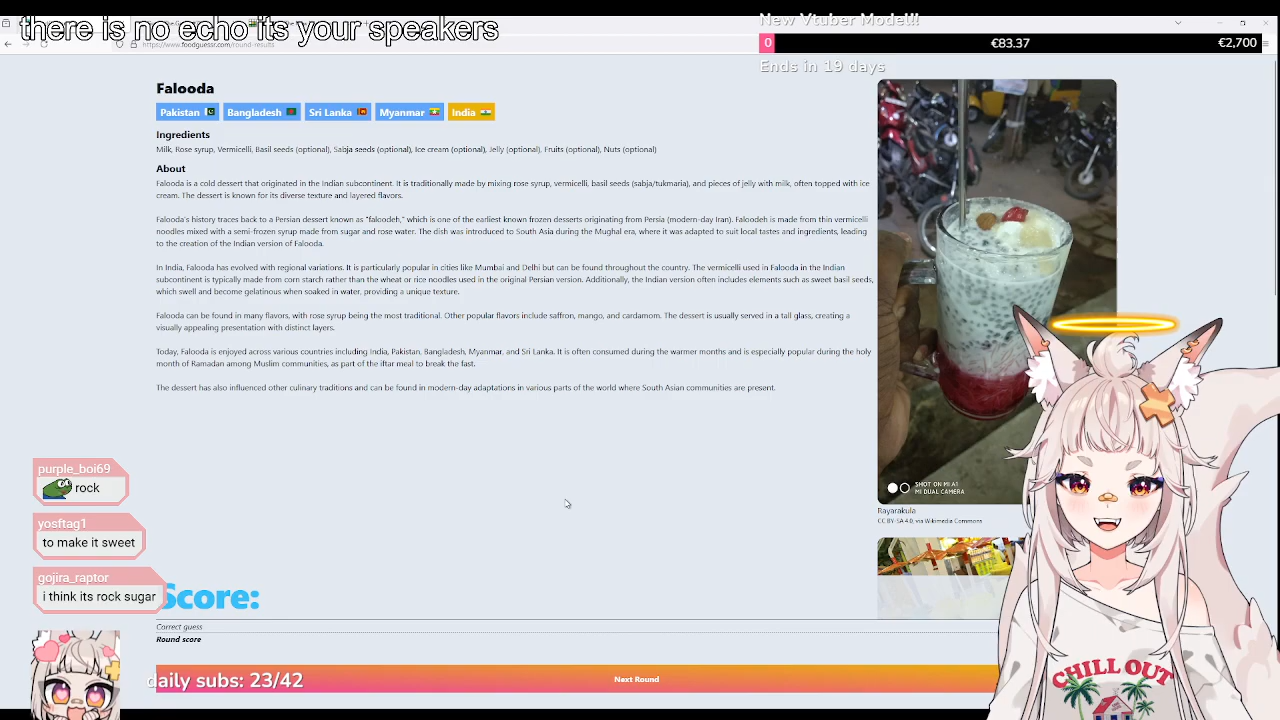 there is no echo its your speakers
New Vtuber Model!!
https://www.foodguessr.com/round-results
0
€83.37
€2,700
Ends in 19 days
Falooda
Pakistan
Bangladesh
Sri Lanka
Myanmar
India
Ingredients
Milk, Rose syrup, Vermicelli, Basil seeds (optional), Sabja seeds (optional), Ice cream (optional), Jelly (optional), Fruits (optional), Nuts (optional)
About
Falooda is a cold dessert that originated in the Indian subcontinent. It is traditionally made by mixing rose syrup, vermicelli, basil seeds (sabja/tukmaria), and pieces of jelly with milk, often topped with ice
cream. The dessert is known for its diverse texture and layered flavors.
Falooda's history traces back to a Persian dessert known as "faloodeh," which is one of the earliest known frozen desserts originating from Persia (modern-day Iran). Faloodeh is made from thin vermicelli
noodles mixed with a semi-frozen syrup made from sugar and rose water. The dish was introduced to South Asia during the Mughal era, where it was adapted to suit local tastes and ingredients, leading
to the creation of the Indian version of Falooda.
In India, Falooda has evolved with regional variations. It is particularly popular in cities like Mumbai and Delhi but can be found throughout the country. The vermicelli used in Falooda in the Indian
subcontinent is typically made from corn starch rather than the wheat or rice noodles used in the original Persian version. Additionally, the Indian version often includes elements such as sweet basil seeds,
which swell and become gelatinous when soaked in water, providing a unique texture.
Falooda can be found in many flavors, with rose syrup being the most traditional. Other popular flavors include saffron, mango, and cardamom. The dessert is usually served in a tall glass, creating a
visually appealing presentation with distinct layers.
Today, Falooda is enjoyed across various countries including India, Pakistan, Bangladesh, Myanmar, and Sri Lanka. It is often consumed during the warmer months and is especially popular during the holy
month of Ramadan among Muslim communities, as part of the iftar meal to break the fast.
The dessert has also influenced other culinary traditions and can be found in modern-day adaptations in various parts of the world where South Asian communities are present.
SHOT ON MI A1
MI DUAL CAMERA
Rayarakula
CC BY-SA 4.0, via Wikimedia Commons
purple_boi69
rock
yosftag1
to make it sweet
gojira_raptor
i think its rock sugar
Score:
Correct guess
Round score
daily subs: 23/42
Next Round
CHILL OUT